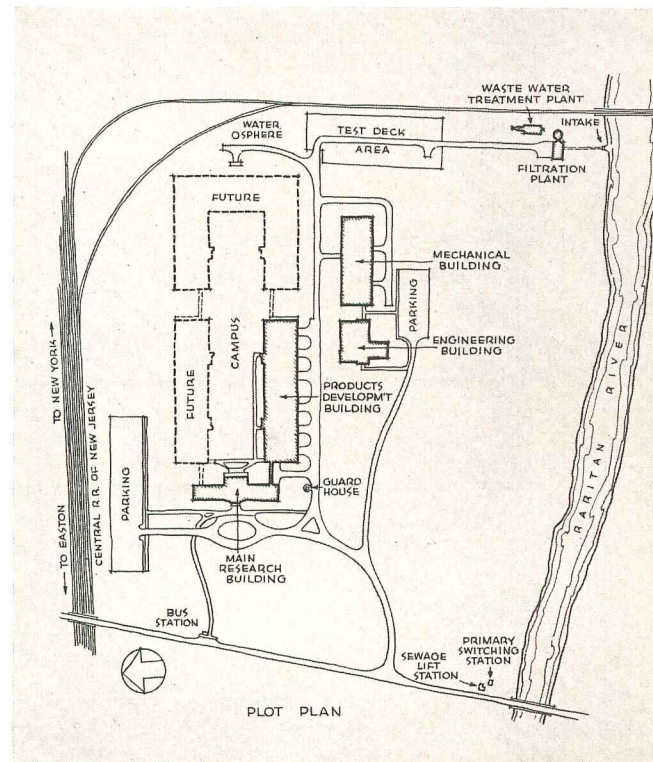 WASTE WATER
TREATMENT PLANT
INTAKE
WATER
OSPHERE
TEST DECK
AREA
FILTRATION
PLANT
FUTURE
MECHANICAL
BUILDING
PARKING
CAMPUS
ENGINEERING
BUILDING
FUTURE
PRODUCTS
DEVELOPM'T
BUILDING
RARITAN RIVER
TO NEW YORK
CENTRAL R.R. OF NEW JERSEY
TO EASTON
PARKING
GUARD
HOUSE
MAIN
RESEARCH
BUILDING
BUS
STATION
PRIMARY
SWITCHING
STATION
SEWAGE
LIFT
STATION
PLOT PLAN